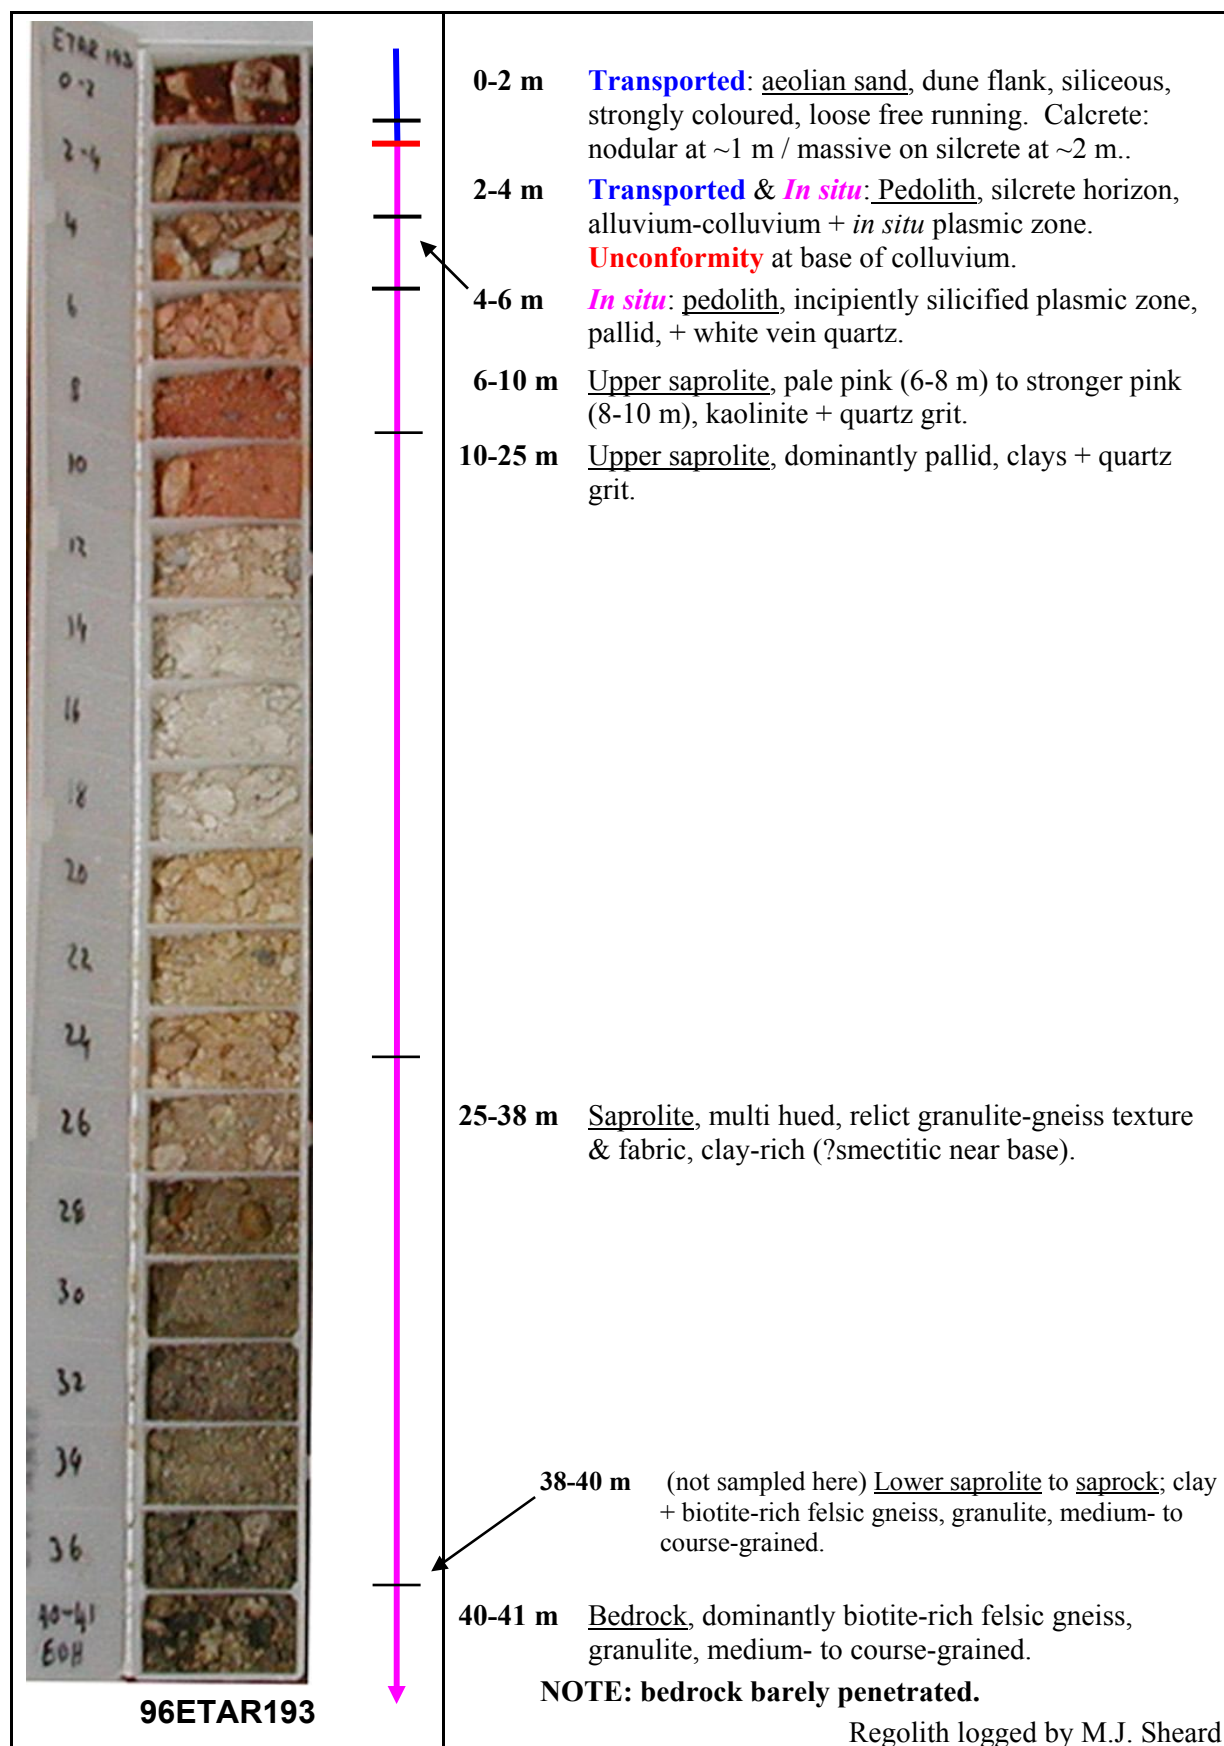 ETAR 193
0-2
2-4
4
6
8
10
12
14
16
18
20
22
24
26
28
30
32
34
36
40-41
EOH
96ETAR193
0-2 m Transported: aeolian sand, dune flank, siliceous,
strongly coloured, loose free running. Calcrete:
nodular at ~1 m / massive on silcrete at ~2 m..
2-4 m Transported & In situ: Pedolith, silcrete horizon,
alluvium-colluvium + in situ plasmic zone.
Unconformity at base of colluvium.
4-6 m In situ: pedolith, incipiently silicified plasmic zone,
pallid, + white vein quartz.
6-10 m Upper saprolite, pale pink (6-8 m) to stronger pink
(8-10 m), kaolinite + quartz grit.
10-25 m Upper saprolite, dominantly pallid, clays + quartz
grit.
25-38 m Saprolite, multi hued, relict granulite-gneiss texture
& fabric, clay-rich (?smectitic near base).
38-40 m (not sampled here) Lower saprolite to saprock; clay
+ biotite-rich felsic gneiss, granulite, medium- to
course-grained.
40-41 m Bedrock, dominantly biotite-rich felsic gneiss,
granulite, medium- to course-grained.
NOTE: bedrock barely penetrated.
Regolith logged by M.J. Sheard